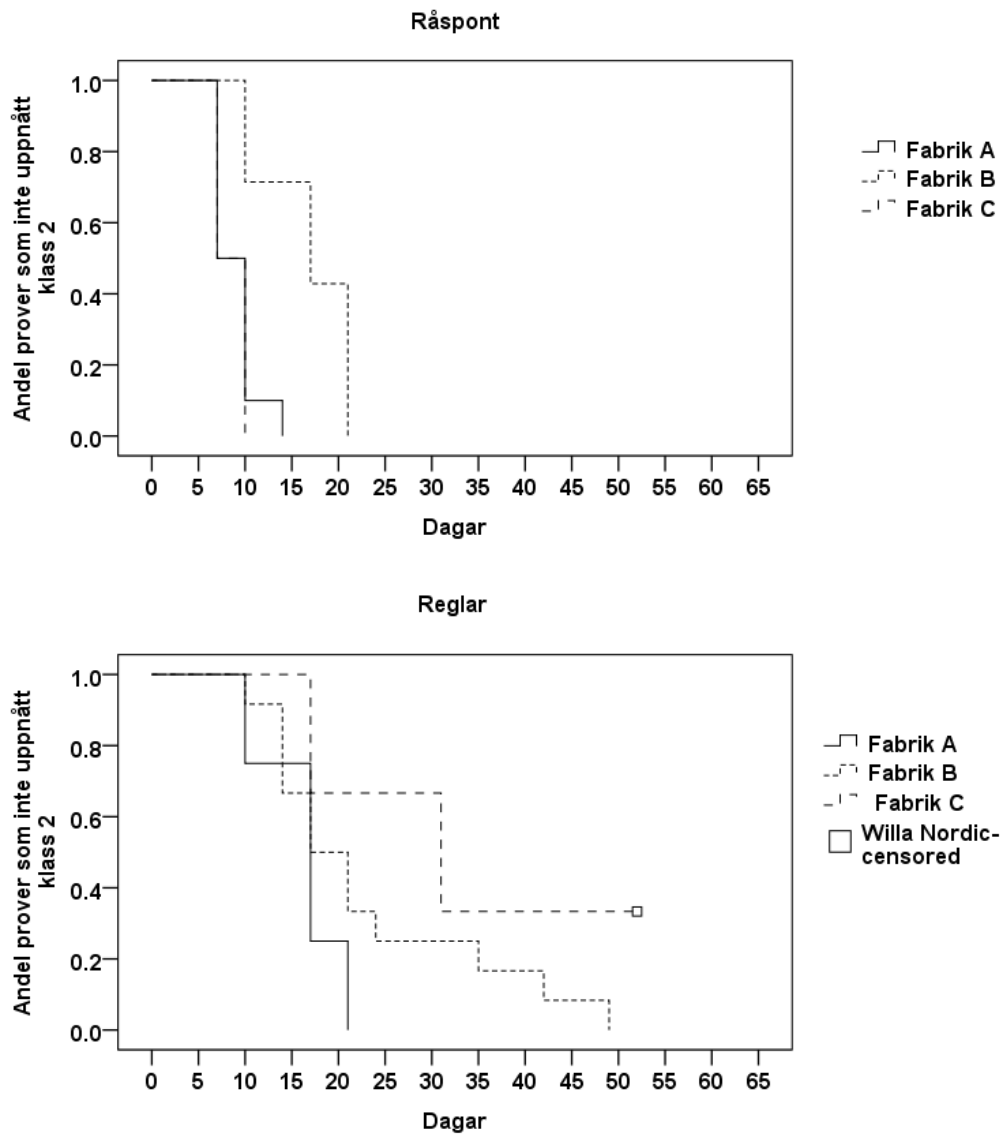 Råspont
Andel prover som inte uppnått
klass 2
1.0
0.8
0.6
0.4
0.2
0.0
0 5 10 15 20 25 30 35 40 45 50 55 60 65
Dagar
Fabrik A
Fabrik B
Fabrik C
Reglar
Andel prover som inte uppnått
klass 2
1.0
0.8
0.6
0.4
0.2
0.0
0 5 10 15 20 25 30 35 40 45 50 55 60 65
Dagar
Fabrik A
Fabrik B
Fabrik C
Willa Nordic-
censored